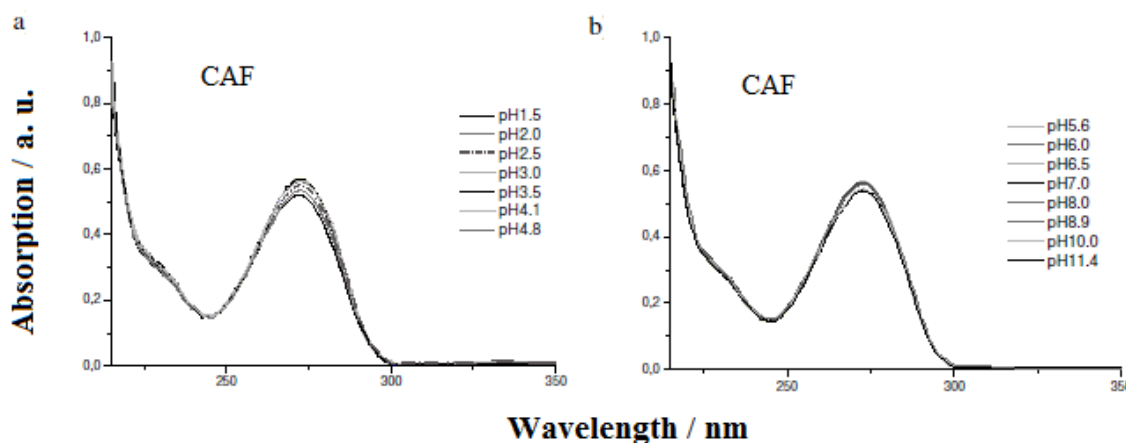 a
CAF
1,0
0,8
0,6
0,4
0,2
0,0
250
300
350
pH1.5
pH2.0
pH2.5
pH3.0
pH3.5
pH4.1
pH4.8
b)
CAF
1,0
0,8
0,6
0,4
0,2
0,0
250
300
350
pH5.6
pH6.0
pH6.5
pH7.0
pH8.0
pH8.9
pH10.0
pH11.4
Absorption / a. u.
Wavelength / nm